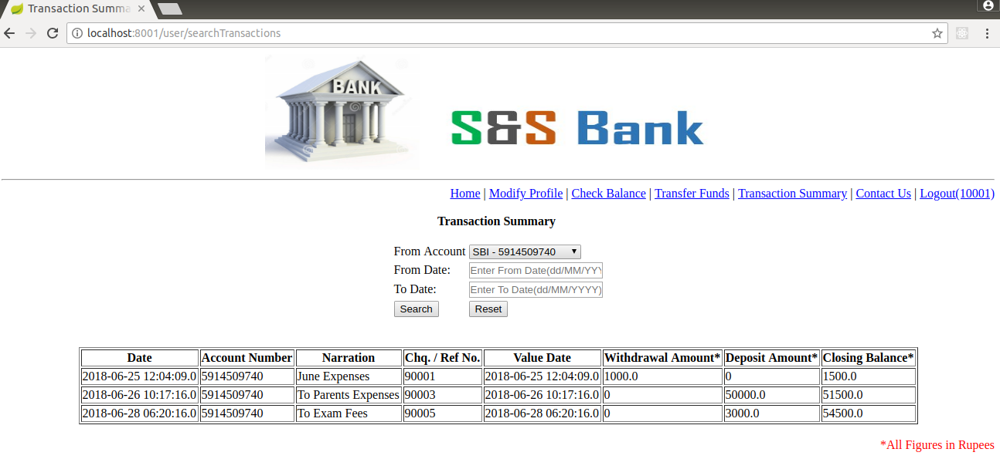 Transaction Summa
localhost:8001/user/searchTransactions
BANK
S&S Bank
Home | Modify Profile | Check Balance | Transfer Funds | Transaction Summary | Contact Us | Logout(10001)
Transaction Summary
From Account SBI - 5914509740
From Date: Enter From Date(dd/MM/YYY
To Date: Enter To Date(dd/MM/YYYY)
Search Reset
Date Account Number Narration Chq. / Ref No. Value Date Withdrawal Amount* Deposit Amount* Closing Balance*
2018-06-25 12:04:09.0 5914509740 June Expenses 90001 2018-06-25 12:04:09.0 1000.0 0 1500.0
2018-06-26 10:17:16.0 5914509740 To Parents Expenses 90003 2018-06-26 10:17:16.0 0 50000.0 51500.0
2018-06-28 06:20:16.0 5914509740 To Exam Fees 90005 2018-06-28 06:20:16.0 0 3000.0 54500.0
*All Figures in Rupees